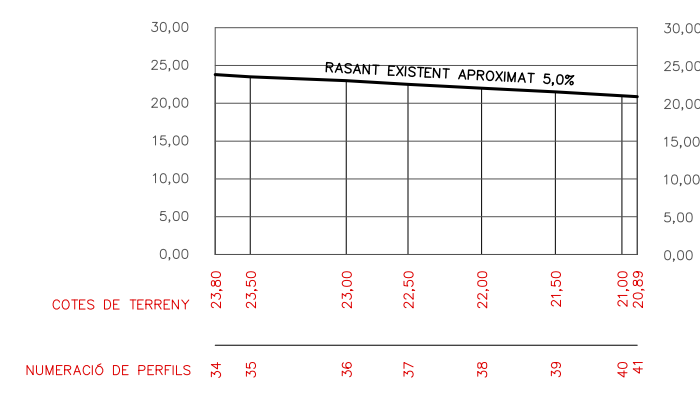 30,00 30,00
25,00 25,00
RASANT EXISTENT APROXIMAT 5,0%
20,00 20,00
15,00 15,00
10,00 10,00
5,00 5,00
0,00 0,00
COTES DE TERRENY 23,80 23,50 23,00 22,50 22,00 21,50 21,00 20,89
NUMERACIÓ DE PERFILS 34 35 36 37 38 39 40 41